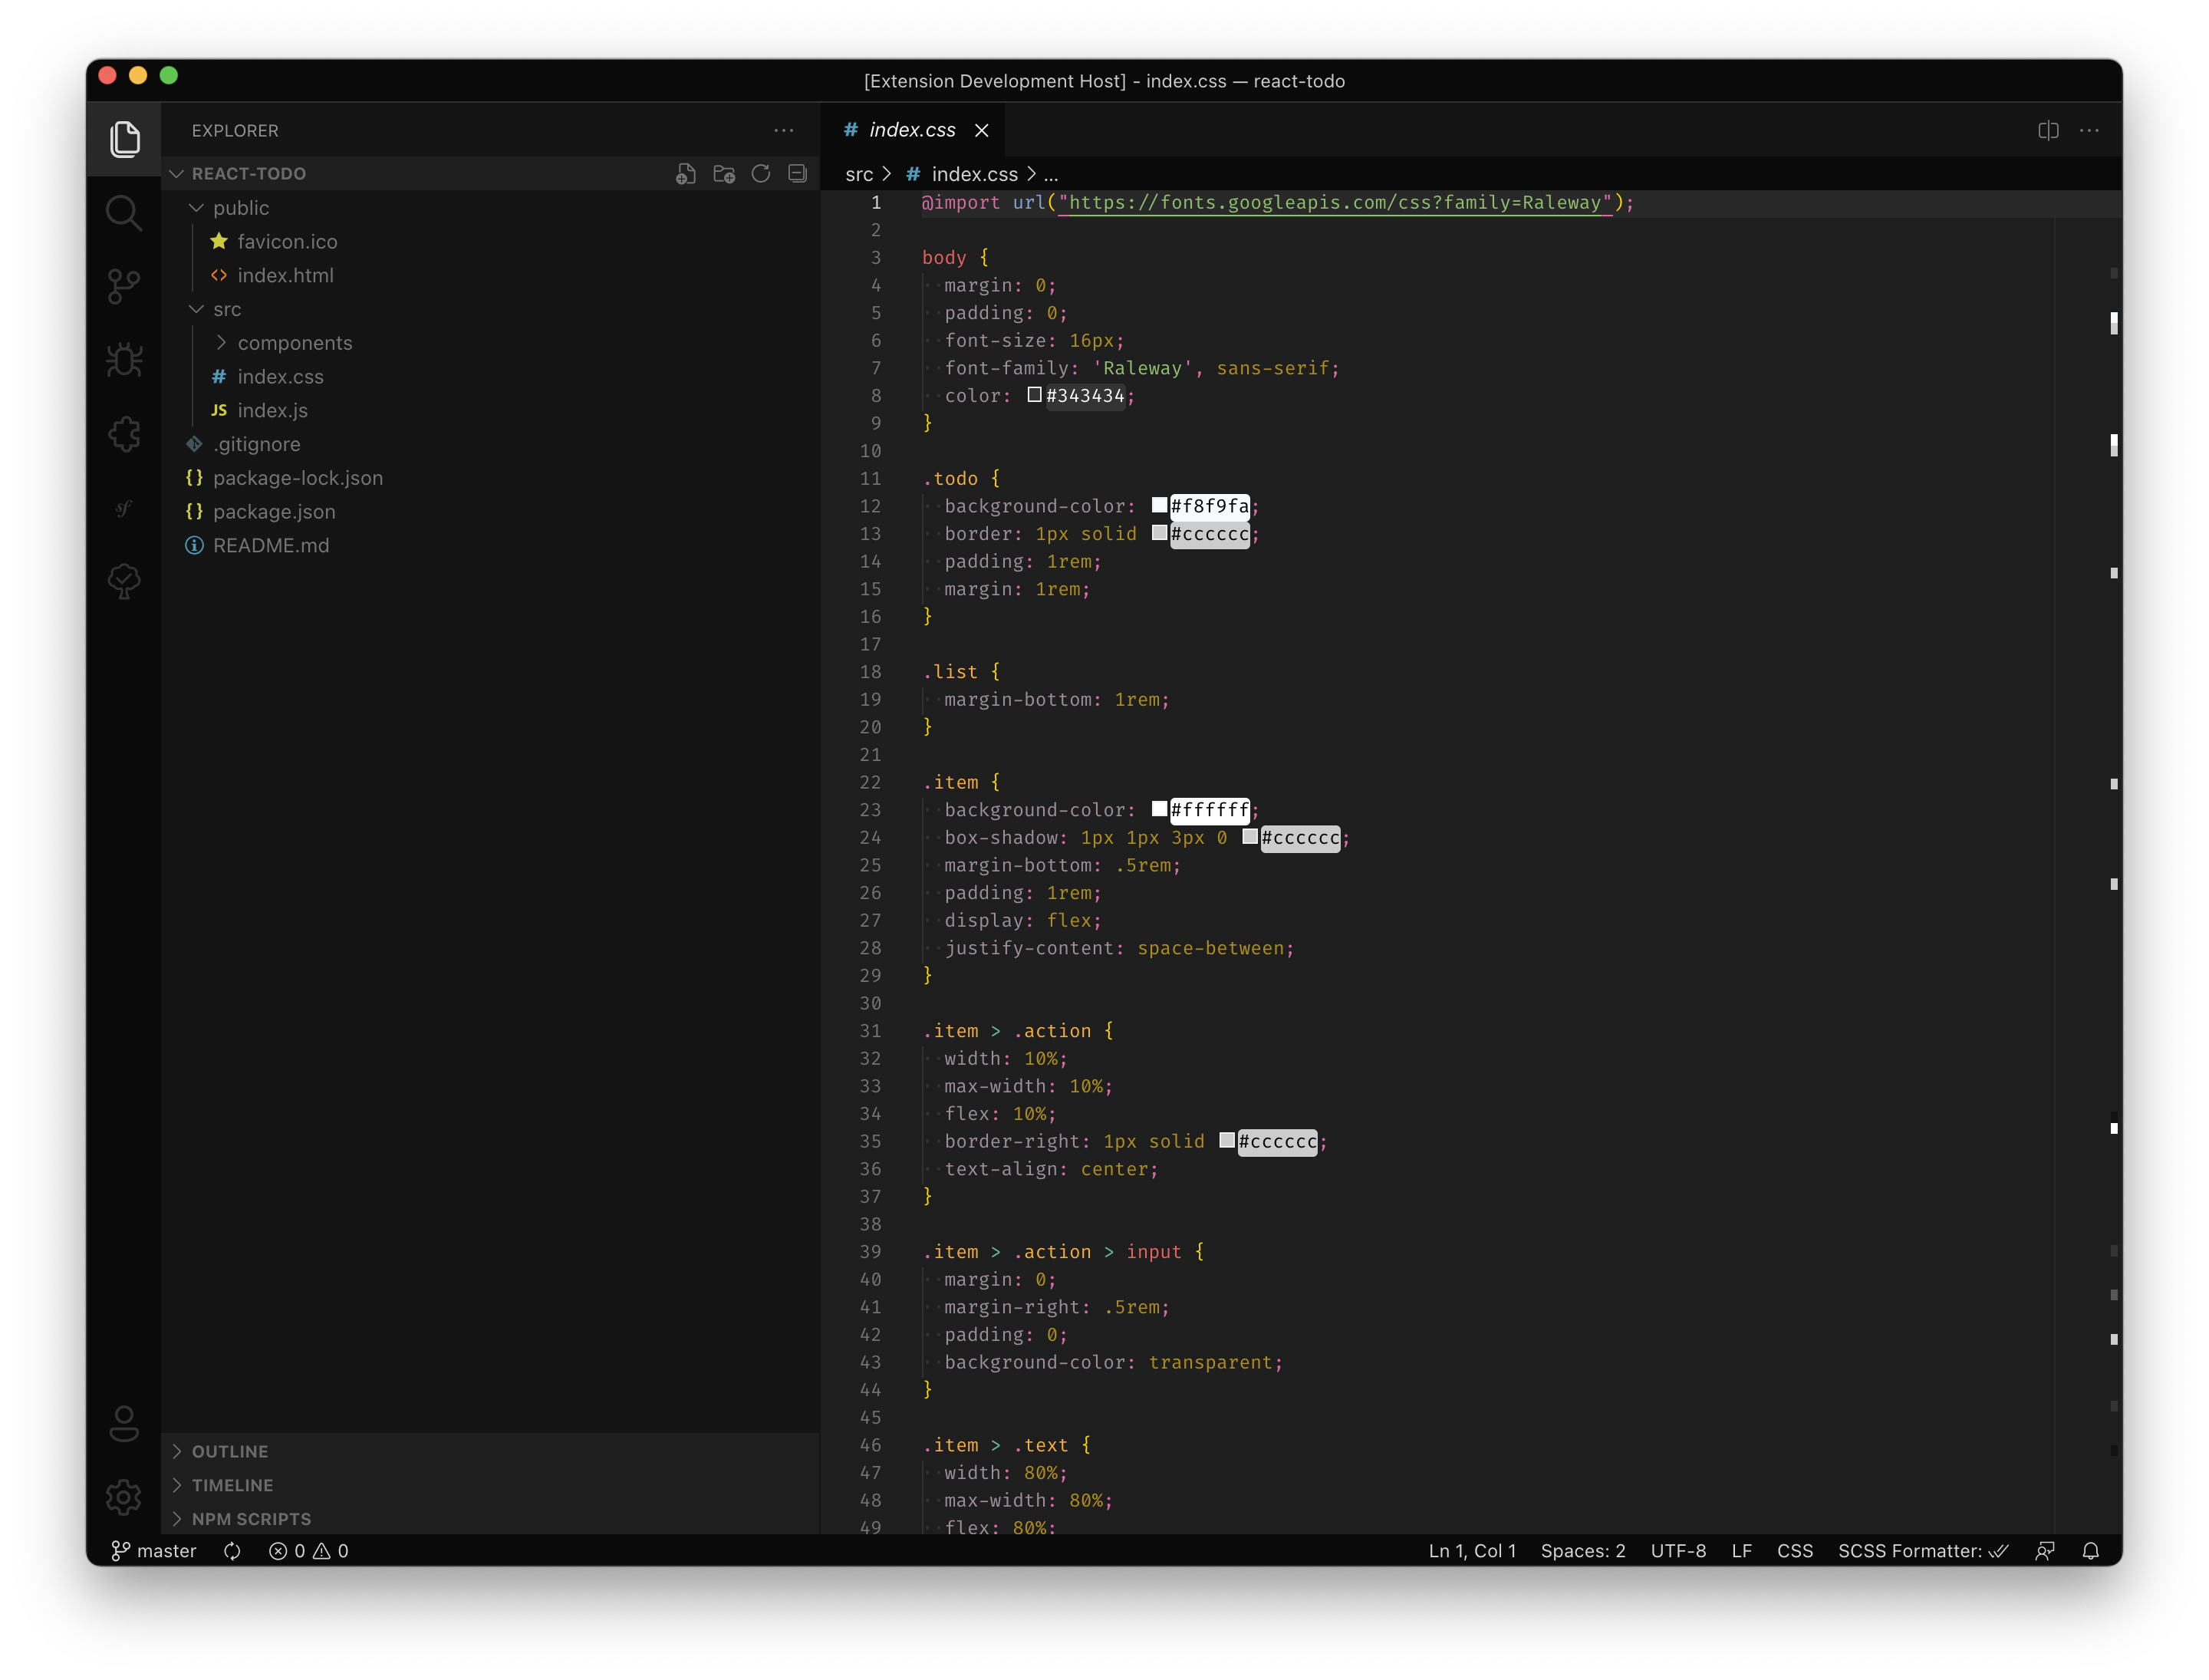 [Extension Development Host] - index.css — react-todo
EXPLORER
REACT-TODO
public
favicon.ico
index.html
src
components
index.css
JS index.js
.gitignore
{} package-lock.json
{} package.json
README.md
sf
OUTLINE
TIMELINE
NPM SCRIPTS
# index.css
src > # index.css > ...
1 @import url("https://fonts.googleapis.com/css?family=Raleway");
2
3 body {
4 margin: 0;
5 padding: 0;
6 font-size: 16px;
7 font-family: 'Raleway', sans-serif;
8 color: #343434;
9 }
10
11 .todo {
12 background-color: #f8f9fa;
13 border: 1px solid #cccccc;
14 padding: 1rem;
15 margin: 1rem;
16 }
17
18 .list {
19 margin-bottom: 1rem;
20 }
21
22 .item {
23 background-color: #ffffff;
24 box-shadow: 1px 1px 3px 0 #cccccc;
25 margin-bottom: .5rem;
26 padding: 1rem;
27 display: flex;
28 justify-content: space-between;
29 }
30
31 .item > .action {
32 width: 10%;
33 max-width: 10%;
34 flex: 10%;
35 border-right: 1px solid #cccccc;
36 text-align: center;
37 }
38
39 .item > .action > input {
40 margin: 0;
41 margin-right: .5rem;
42 padding: 0;
43 background-color: transparent;
44 }
45
46 .item > .text {
47 width: 80%;
48 max-width: 80%;
49 flex: 80%;
master 0 0 Ln 1, Col 1 Spaces: 2 UTF-8 LF CSS SCSS Formatter: